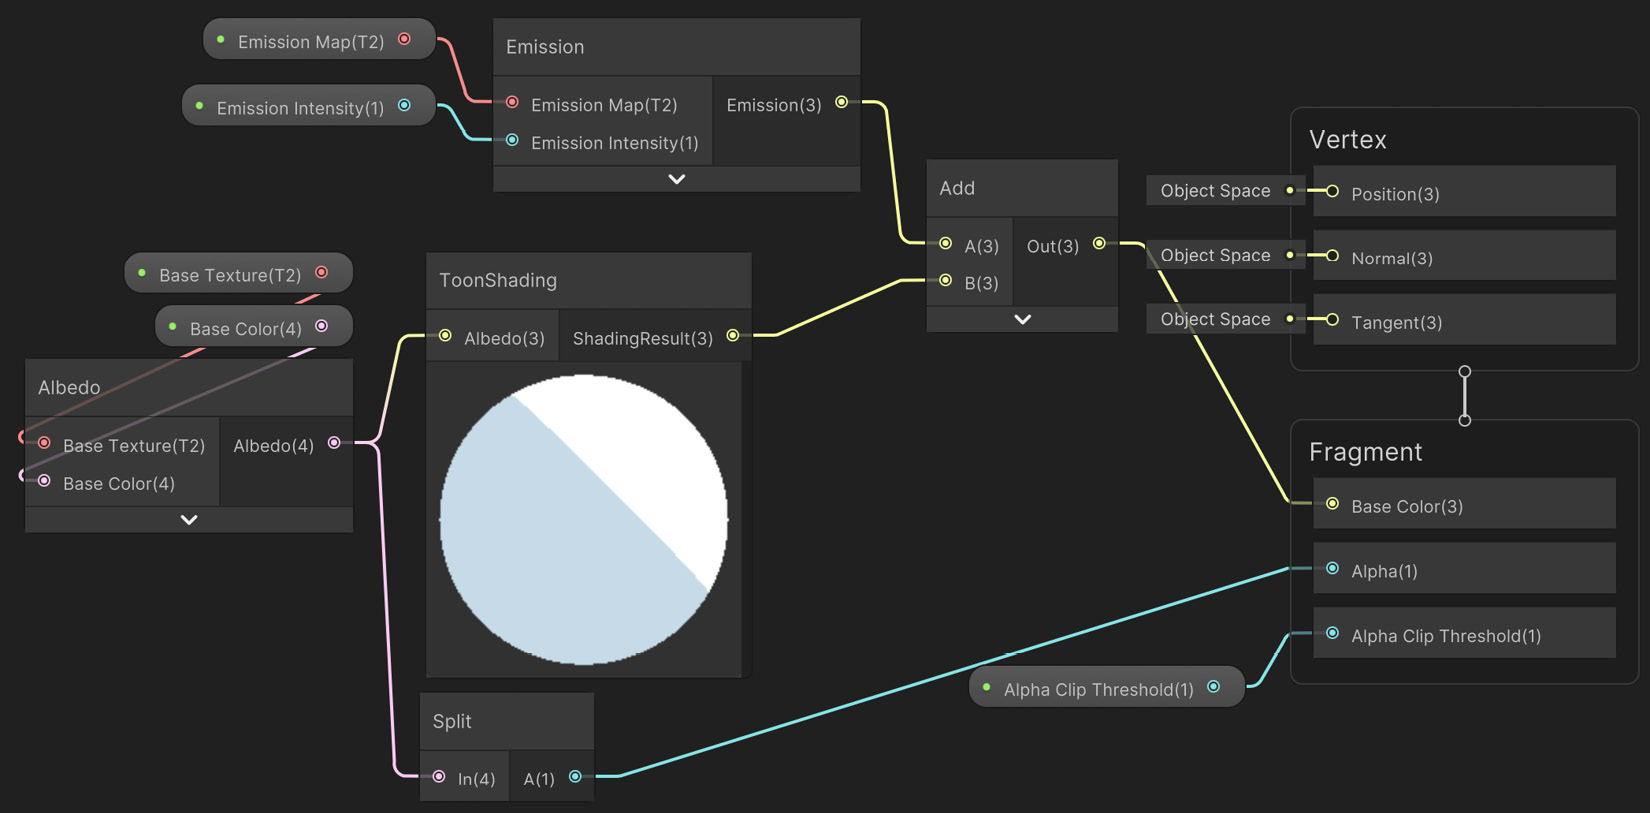 Emission Map(T2)
Emission Intensity(1)
Emission
Emission Map(T2)
Emission(3)
Emission Intensity(1)
Base Texture(T2)
Base Color(4)
Albedo
Base Texture(T2)
Albedo(4)
Base Color(4)
ToonShading
Albedo(3)
ShadingResult(3)
Split
In(4)
A(1)
Add
A(3)
Out(3)
B(3)
Alpha Clip Threshold(1)
Vertex
Object Space
Position(3)
Object Space
Normal(3)
Object Space
Tangent(3)
Fragment
Base Color(3)
Alpha(1)
Alpha Clip Threshold(1)